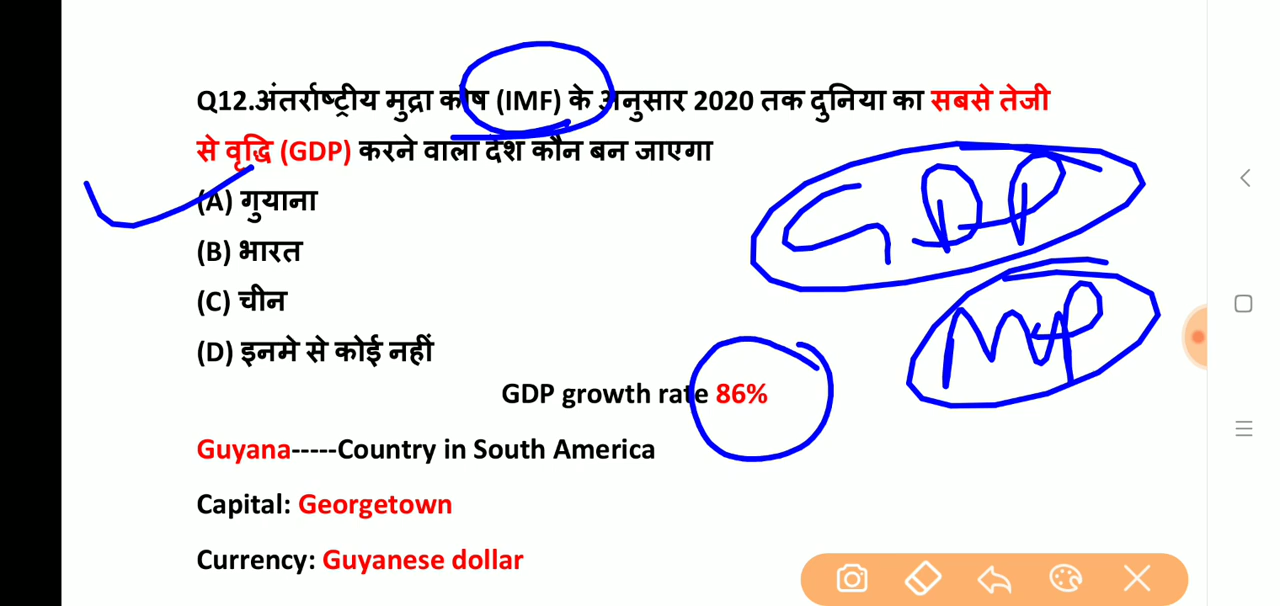 Q12.अंतर्राष्ट्रीय मुद्रा कोष (IMF) के अनुसार 2020 तक दुनिया का सबसे तेजी
से वृद्धि (GDP) करने वाला देश कौन बन जाएगा
(A) गुयाना
(B) भारत
(C) चीन
(D) इनमे से कोई नहीं
GDP
GDP growth rate 86%
Guyana-----Country in South America
Capital: Georgetown
Currency: Guyanese dollar